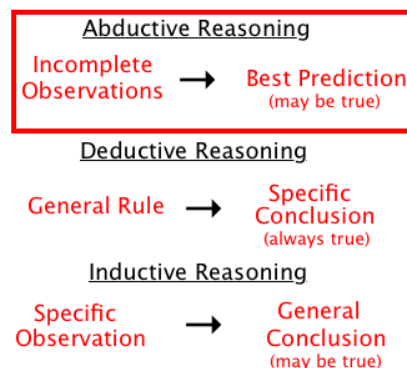 Abductive Reasoning
Incomplete Observations → Best Prediction (may be true)
Deductive Reasoning
General Rule → Specific Conclusion (always true)
Inductive Reasoning
Specific Observation → General Conclusion (may be true)